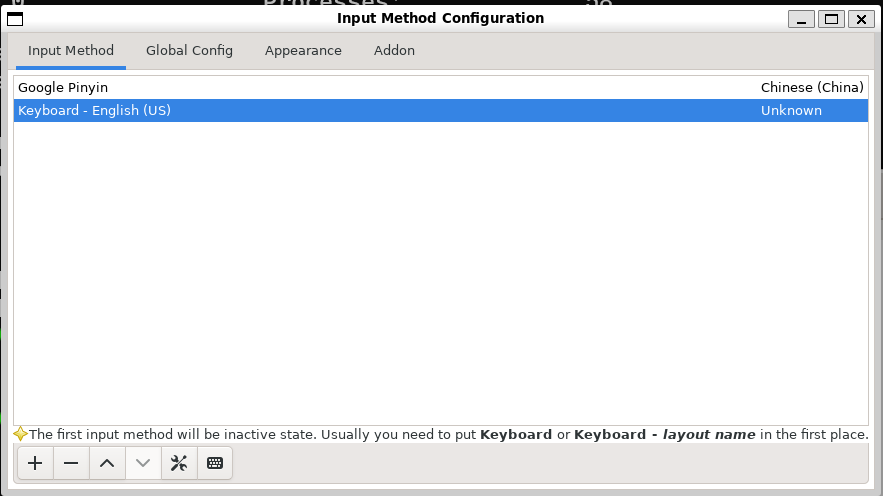 Input Method Configuration
Input Method Global Config Appearance Addon
Google Pinyin Chinese (China)
Keyboard - English (US) Unknown
The first input method will be inactive state. Usually you need to put Keyboard or Keyboard - layout name in the first place.